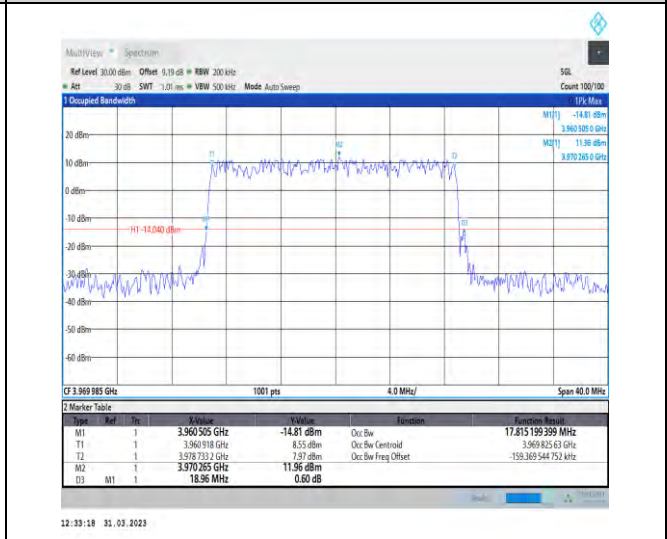 MultiView Spectrum
Ref Level 30.00 dBm Offset 9.19 dB RBW 200 kHz SGL
Att 30 dB SWT 1.01 ms VBW 500 kHz Mode Auto Sweep Count 100/100
1 Occupied Bandwidth 1Pk Max
M1[1] -14.81 dBm
3.960 505 0 GHz
M2[1] 11.96 dBm
3.970 265 0 GHz
20 dBm
M2
T1
T2
10 dBm
0 dBm
-10 dBm
D3
H1 -14.040 dBm
-20 dBm
-30 dBm
-40 dBm
-50 dBm
-60 dBm
CF 3.969 985 GHz 1001 pts 4.0 MHz/ Span 40.0 MHz
2 Marker Table
Type Ref Trc X-Value Y-Value Function Function Result
M1 1 3.960505 GHz -14.81 dBm Occ Bw 17.815 199 399 MHz
T1 1 3.960918 GHz 8.55 dBm Occ Bw Centroid 3.969 825 63 GHz
T2 1 3.978 733 2 GHz 7.97 dBm Occ Bw Freq Offset -159.369 544 752 kHz
M2 1 3.970265 GHz 11.96 dBm
D3 M1 1 18.96 MHz 0.60 dB
12:33:18 31.03.2023